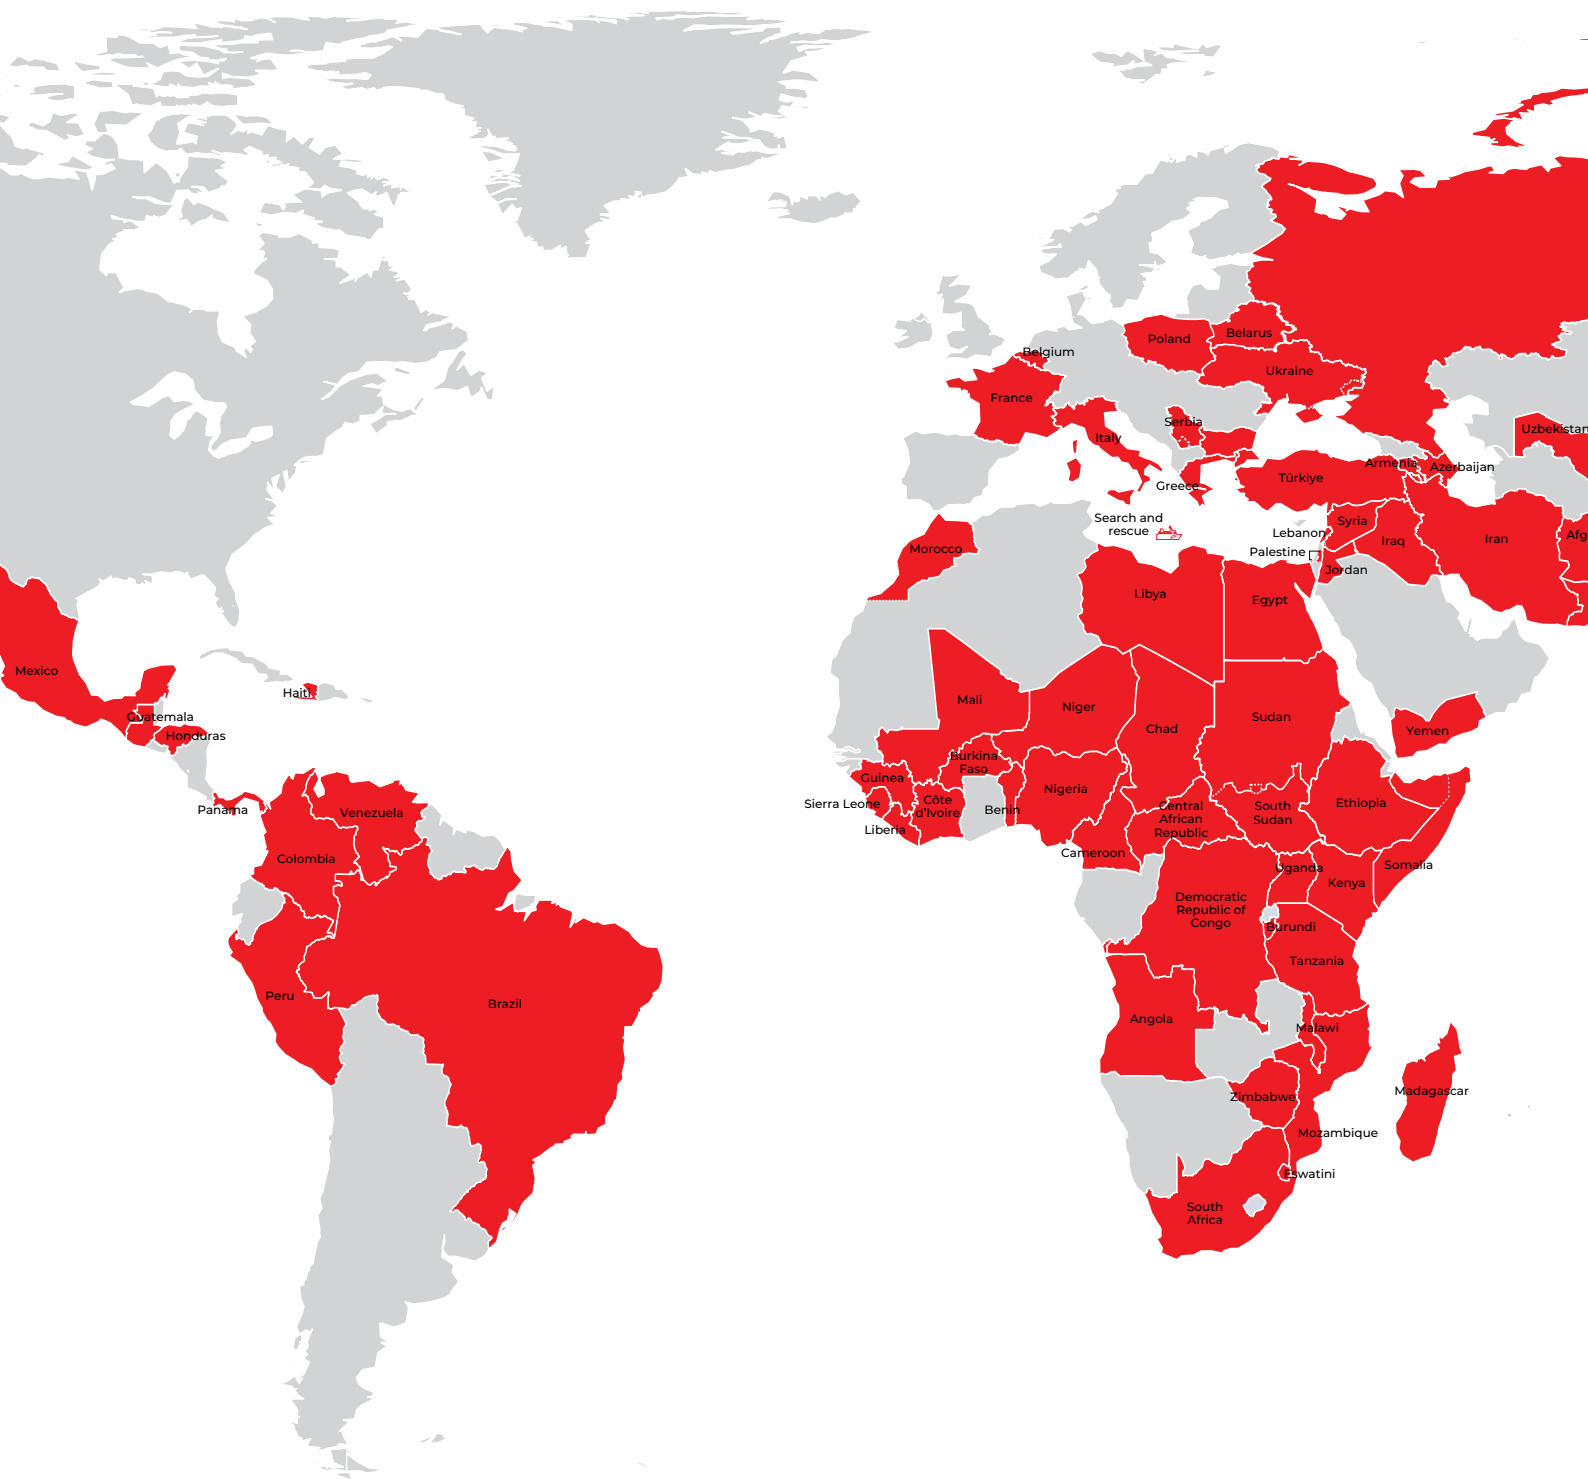 Poland
Belarus
Belgium
Ukraine
France
Serbia
Uzbekistan
Italy
Armenia
Azerbaijan
Türkiye
Greece
Search and
rescue
Syria
Lebanon
Iraq
Iran
Afg
Morocco
Palestine
Jordan
Libya
Egypt
Mexico
Haiti
Mali
Niger
Sudan
Guatemala
Chad
Yemen
Honduras
Burkina
Faso
Guinea
Nigeria
Sierra Leone
Côte
d'Ivoire
Benin
Central
African
Republic
South
Sudan
Ethiopia
Panama
Venezuela
Liberia
Cameroon
Colombia
Uganda
Somalia
Kenya
Democratic
Republic of
Congo
Burundi
Tanzania
Peru
Brazil
Angola
Malawi
Zimbabwe
Madagascar
Mozambique
Eswatini
South
Africa